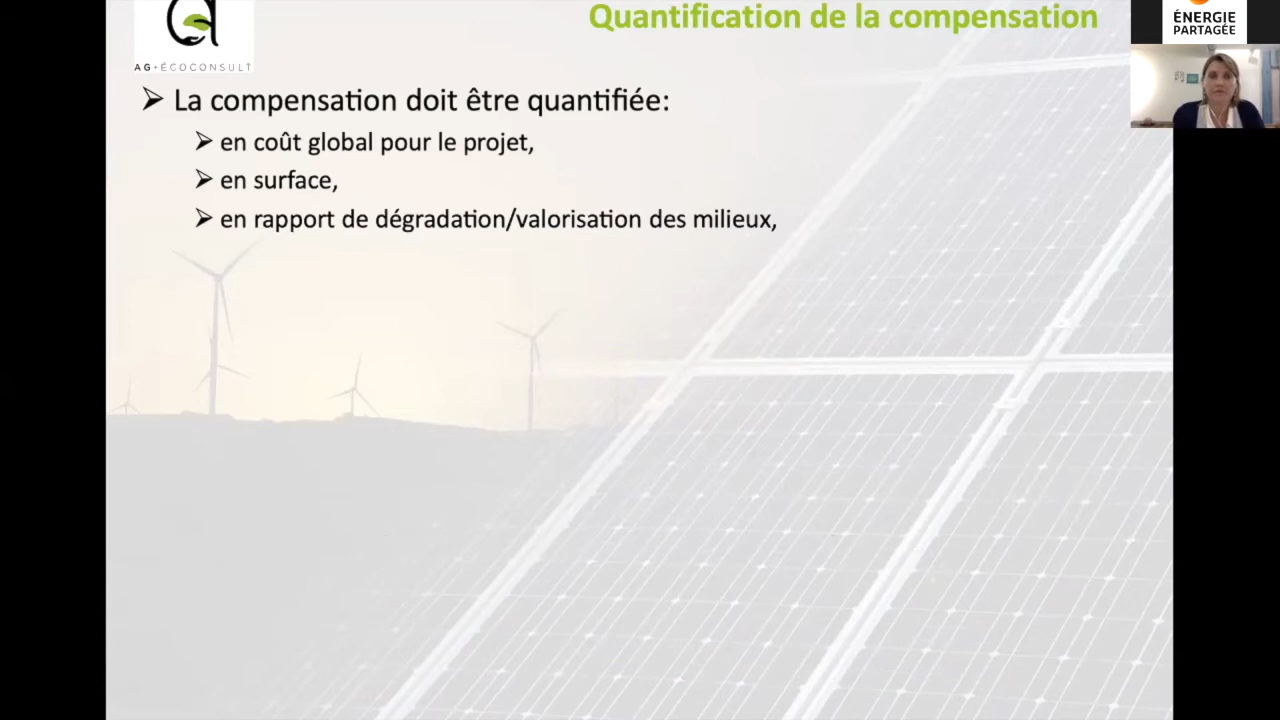 Quantification de la compensation
ÉNERGIE
PARTAGÉE
AG•ÉCOCONSULT
➢ La compensation doit être quantifiée:
➢ en coût global pour le projet,
➢ en surface,
➢ en rapport de dégradation/valorisation des milieux,